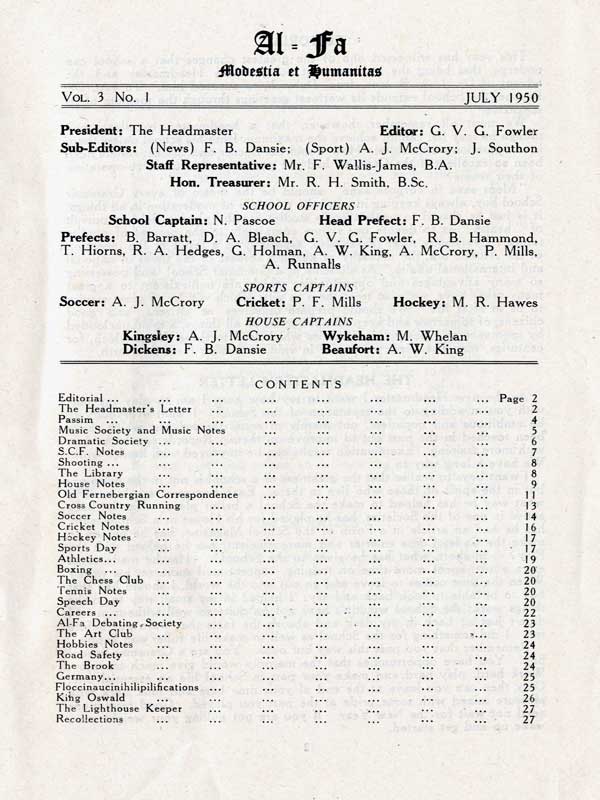 Al = Fa
Modestia et Humanitas
VOL. 3 No. 1 JULY 1950
President: The Headmaster Editor: G. V. G. Fowler
Sub-Editors: (News) F. B. Dansie; (Sport) A. J. McCrory; J. Southon
Staff Representative: Mr. F. Wallis-James, B.A.
Hon. Treasurer: Mr. R. H. Smith, B.Sc.
SCHOOL OFFICERS
School Captain: N. Pascoe Head Prefect: F. B. Dansie
Prefects: B. Barratt, D. A. Bleach, G. V. G. Fowler, R. B. Hammond,
T. Hiorns, R. A. Hedges, G. Holman, A. W. King, A. McCrory, P. Mills,
A. Runnalls
SPORTS CAPTAINS
Soccer: A. J. McCrory Cricket: P. F. Mills Hockey: M. R. Hawes
HOUSE CAPTAINS
Kingsley: A. J. McCrory Wykeham: M. Whelan
Dickens: F. B. Dansie Beaufort: A. W. King
CONTENTS
Editorial ... ... ... ... ... ... ... ... Page 2
The Headmaster's Letter ... ... ... ... ... ... 2
Passim ... ... ... ... ... ... ... ... 4
Music Society and Music Notes ... ... ... ... ... 5
Dramatic Society ... ... ... ... ... ... ... 6
S.C.F. Notes ... ... ... ... ... ... ... 7
Shooting ... ... ... ... ... ... ... ... 8
The Library ... ... ... ... ... ... ... 8
House Notes ... ... ... ... ... ... ... 9
Old Fernebergian Correspondence ... ... ... ... ... 11
Cross Country Running ... ... ... ... ... ... 13
Soccer Notes ... ... ... ... ... ... ... 14
Cricket Notes ... ... ... ... ... ... ... 16
Hockey Notes ... ... ... ... ... ... ... 17
Sports Day ... ... ... ... ... ... ... 17
Athletics... ... ... ... ... ... ... ... 19
Boxing ... ... ... ... ... ... ... ... 20
The Chess Club ... ... ... ... ... ... ... 20
Tennis Notes ... ... ... ... ... ... ... 20
Speech Day ... ... ... ... ... ... ... 20
Careers ... ... ... ... ... ... ... ... 22
Al-Fa Debating Society ... ... ... ... ... ... 23
The Art Club ... ... ... ... ... ... ... 23
Hobbies Notes ... ... ... ... ... ... ... 24
Road Safety ... ... ... ... ... ... ... 24
The Brook ... ... ... ... ... ... ... 24
Germany... ... ... ... ... ... ... ... 25
Floccinaucinihilipilifications ... ... ... ... ... ... 25
King Oswald ... ... ... ... ... ... ... 26
The Lighthouse Keeper ... ... ... ... ... ... 27
Recollections ... ... ... ... ... ... ... 27